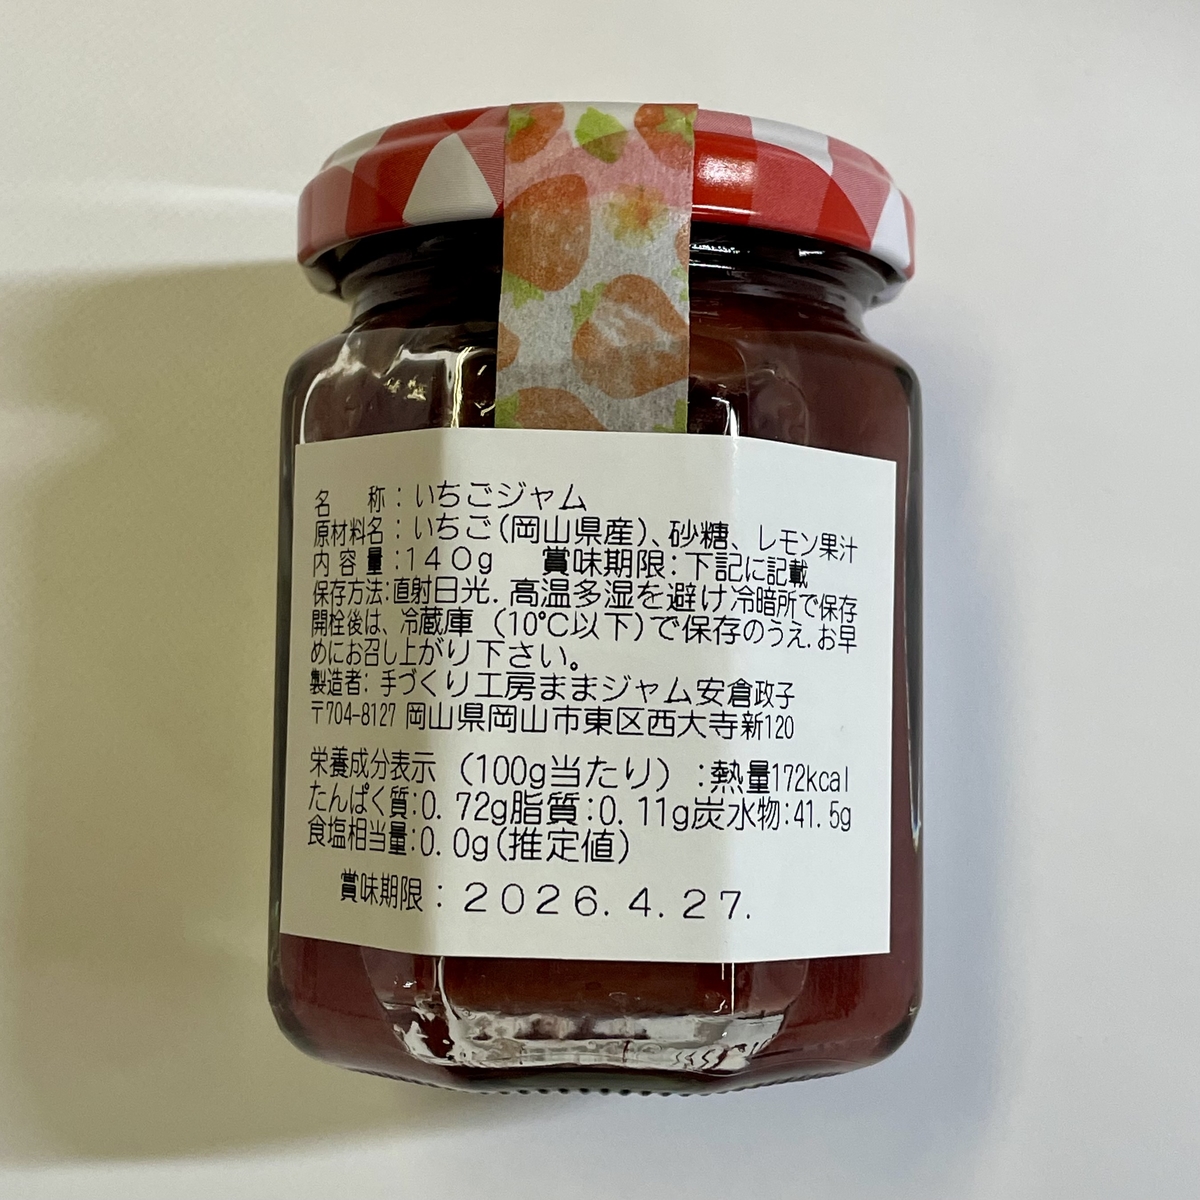 名　称：いちごジャム
原材料名：いちご(岡山県産)、砂糖、レモン果汁
内容量：１４０ｇ　賞味期限：下記に記載
保存方法:直射日光．高温多湿を避け冷暗所で保存
開栓後は、冷蔵庫（10℃以下)で保存のうえ．お早
めにお召し上がり下さい。
製造者：手づくり工房ままジャム安倉政子
〒704-8127 岡山県岡山市東区西大寺新120
栄養成分表示（100g当たり）：熱量172kcal
たんぱく質:0.72g脂質:0.11g炭水物:41.5g
食塩相当量:0.0g(推定値)
賞味期限：２０２６．４．２７．